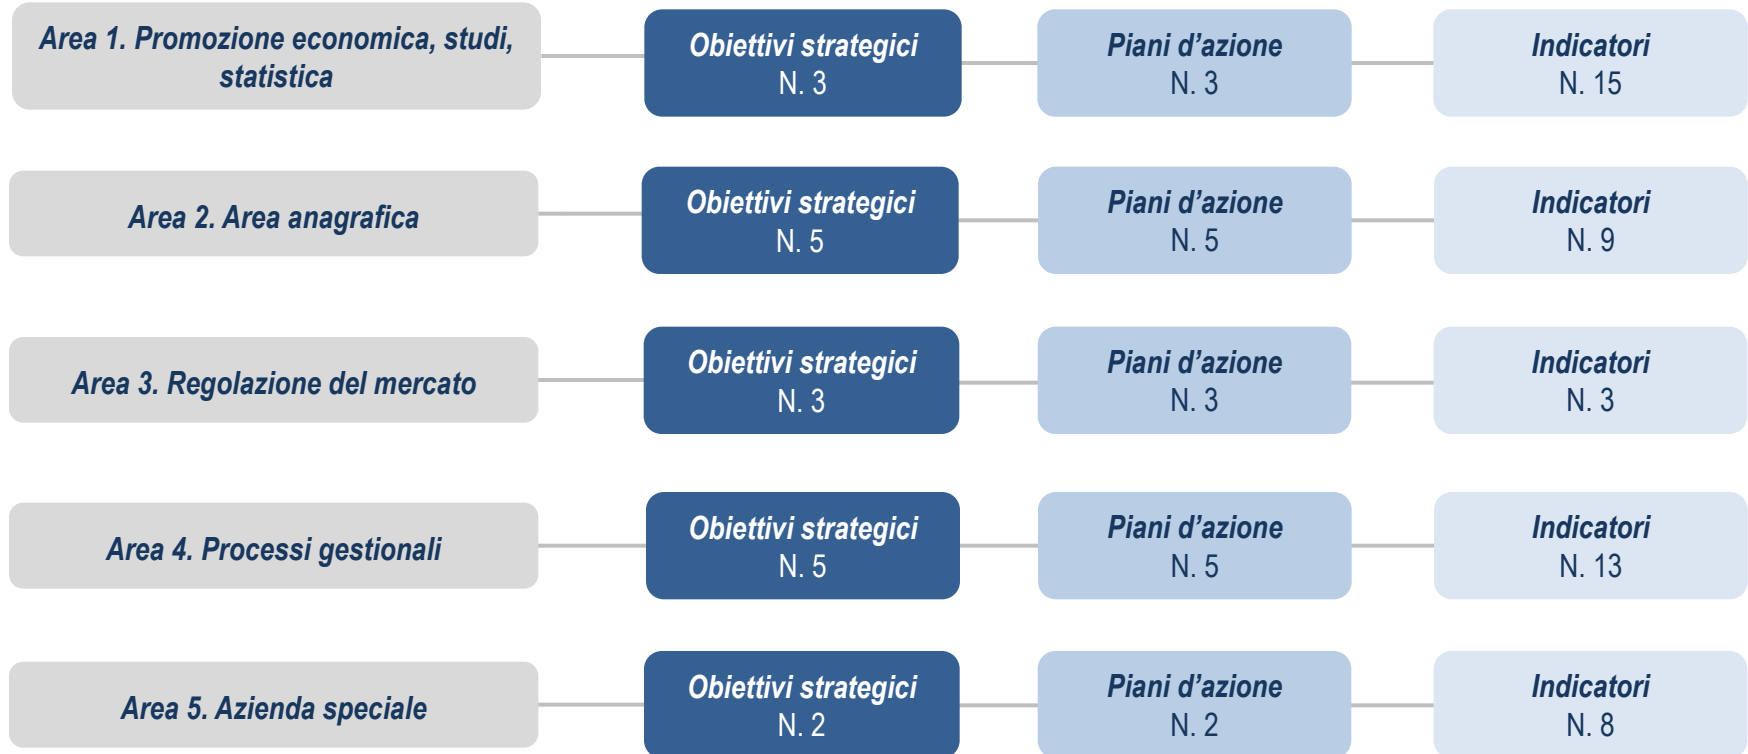 Area 1. Promozione economica, studi,
statistica
Obiettivi strategici
N. 3
Piani d’azione
N. 3
Indicatori
N. 15
Area 2. Area anagrafica
Obiettivi strategici
N. 5
Piani d’azione
N. 5
Indicatori
N. 9
Area 3. Regolazione del mercato
Obiettivi strategici
N. 3
Piani d’azione
N. 3
Indicatori
N. 3
Area 4. Processi gestionali
Obiettivi strategici
N. 5
Piani d’azione
N. 5
Indicatori
N. 13
Area 5. Azienda speciale
Obiettivi strategici
N. 2
Piani d’azione
N. 2
Indicatori
N. 8